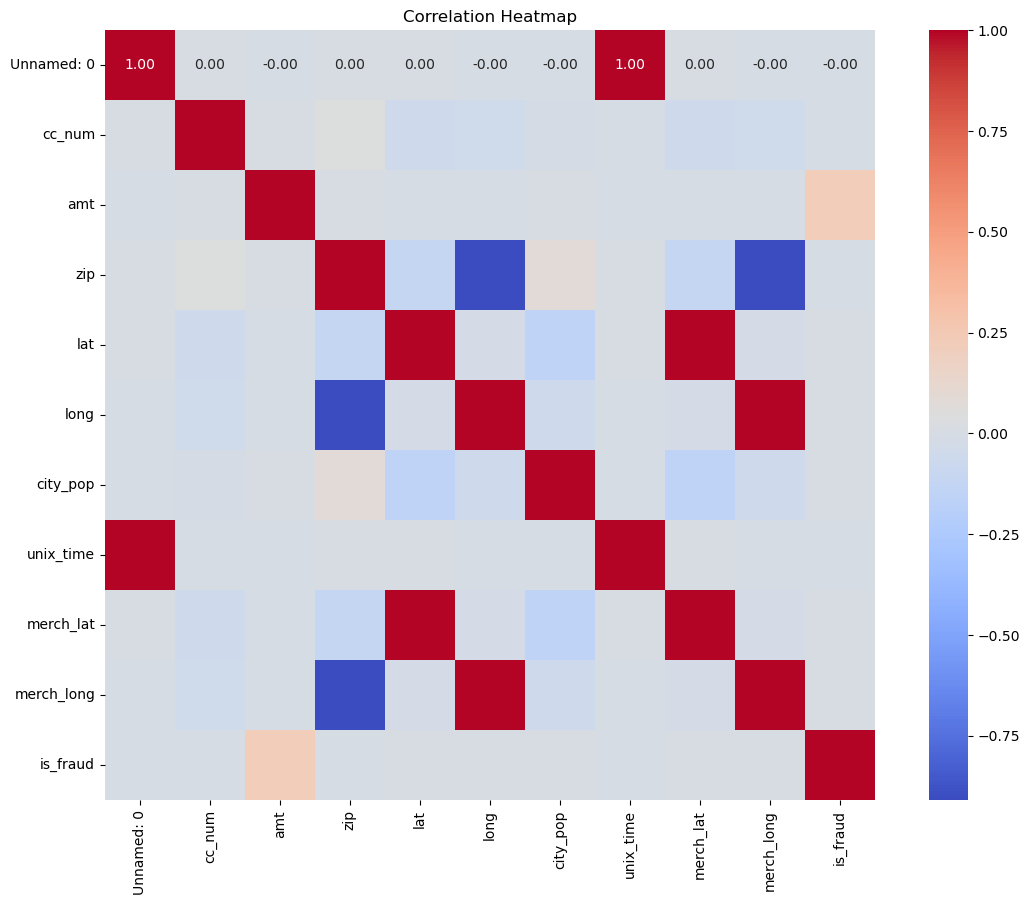 Correlation Heatmap
Unnamed: 0 1.00 0.00 -0.00 0.00 0.00 -0.00 -0.00 1.00 0.00 -0.00 -0.00
cc_num
amt
zip
lat
long
city_pop
unix_time
merch_lat
merch_long
is_fraud
Unnamed: 0
cc_num
amt
zip
lat
long
city_pop
unix_time
merch_lat
merch_long
is_fraud
1.00
0.75
0.50
0.25
0.00
−0.25
−0.50
−0.75